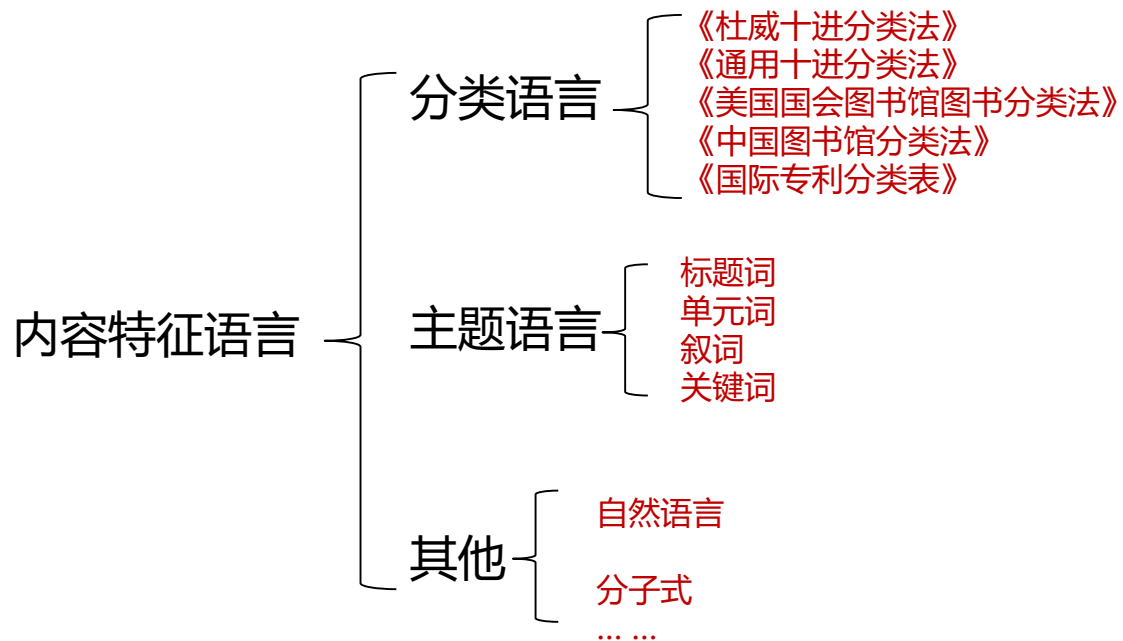 内容特征语言
分类语言
《杜威十进分类法》
《通用十进分类法》
《美国国会图书馆图书分类法》
《中国图书馆分类法》
《国际专利分类表》
主题语言
标题词
单元词
叙词
关键词
其他
自然语言
分子式
... ...